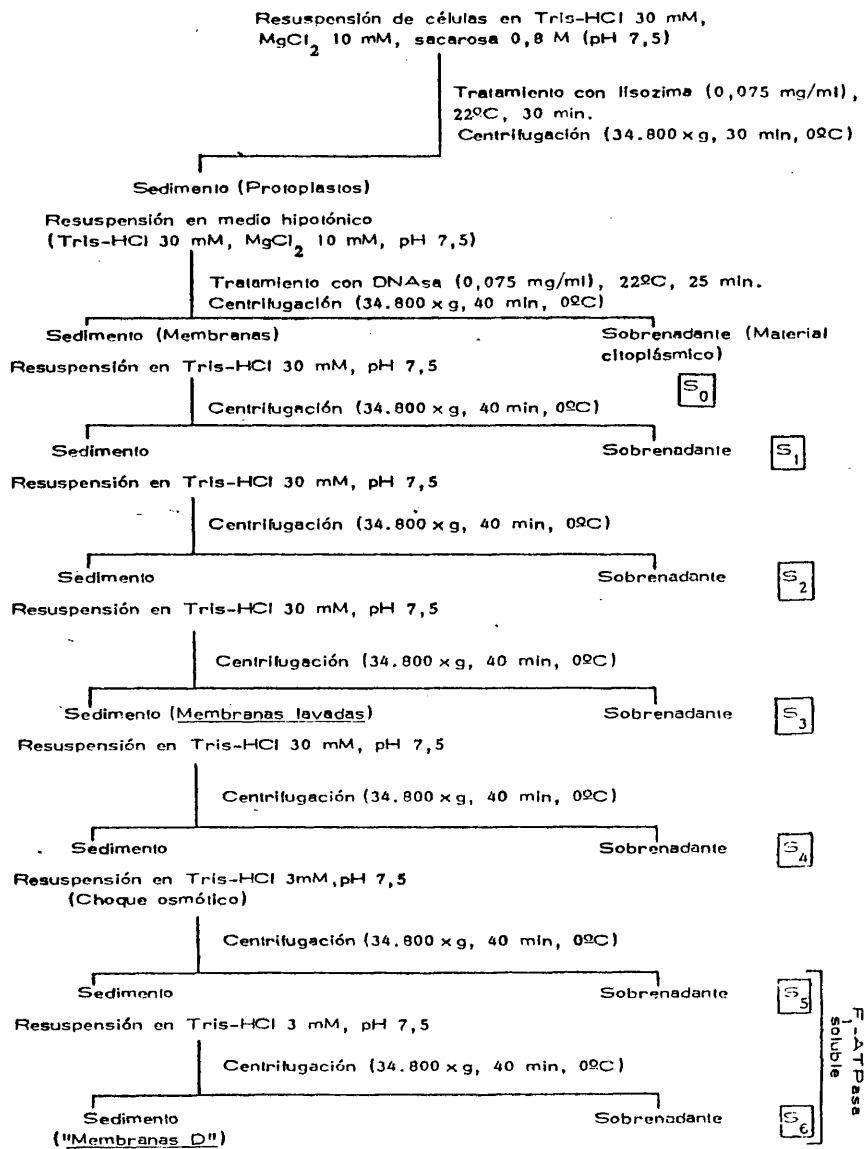 Resuspensión de células en Tris-HCl 30 mM,
MgCl2 10 mM, sacarosa 0,8 M (pH 7,5)
Tratamiento con lisozima (0,075 mg/ml),
22ºC, 30 min.
Centrifugación (34.800 x g, 30 min, 0ºC)
Sedimento (Protoplastos)
Resuspensión en medio hipotónico
(Tris-HCl 30 mM, MgCl2 10 mM, pH 7,5)
Tratamiento con DNAsa (0,075 mg/ml), 22ºC, 25 min.
Centrifugación (34.800 x g, 40 min, 0ºC)
Sedimento (Membranas)
Sobrenadante (Material
citoplásmico)
S0
Resuspensión en Tris-HCl 30 mM, pH 7,5
Centrifugación (34.800 x g, 40 min, 0ºC)
Sedimento
Sobrenadante
S1
Resuspensión en Tris-HCl 30 mM, pH 7,5
Centrifugación (34.800 x g, 40 min, 0ºC)
Sedimento
Sobrenadante
S2
Resuspensión en Tris-HCl 30 mM, pH 7,5
Centrifugación (34.800 x g, 40 min, 0ºC)
Sedimento (Membranas lavadas)
Sobrenadante
S3
Resuspensión en Tris-HCl 30 mM, pH 7,5
Centrifugación (34.800 x g, 40 min, 0ºC)
Sedimento
Sobrenadante
S4
Resuspensión en Tris-HCl 3mM, pH 7,5
(Choque osmótico)
Centrifugación (34.800 x g, 40 min, 0ºC)
Sedimento
Sobrenadante
S5
Resuspensión en Tris-HCl 3 mM, pH 7,5
Centrifugación (34.800 x g, 40 min, 0ºC)
Sedimento
("Membranas D")
Sobrenadante
S6
F1-ATPasa
soluble